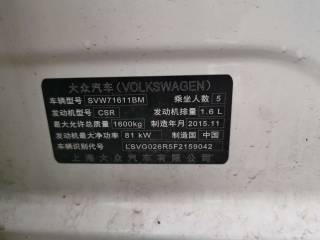 大众汽车(VOLKSWAGEN)
车辆型号 SVW71611BM 乘坐人数 5
发动机型号 CSR 发动机排量 1.6 L
最大允许总质量 1600kg 制造年月 2015.11
发动机最大净功率 81 kW 制造国 中国
车辆识别代号 LSVG026R5F2159042
上海大众汽车有限公司